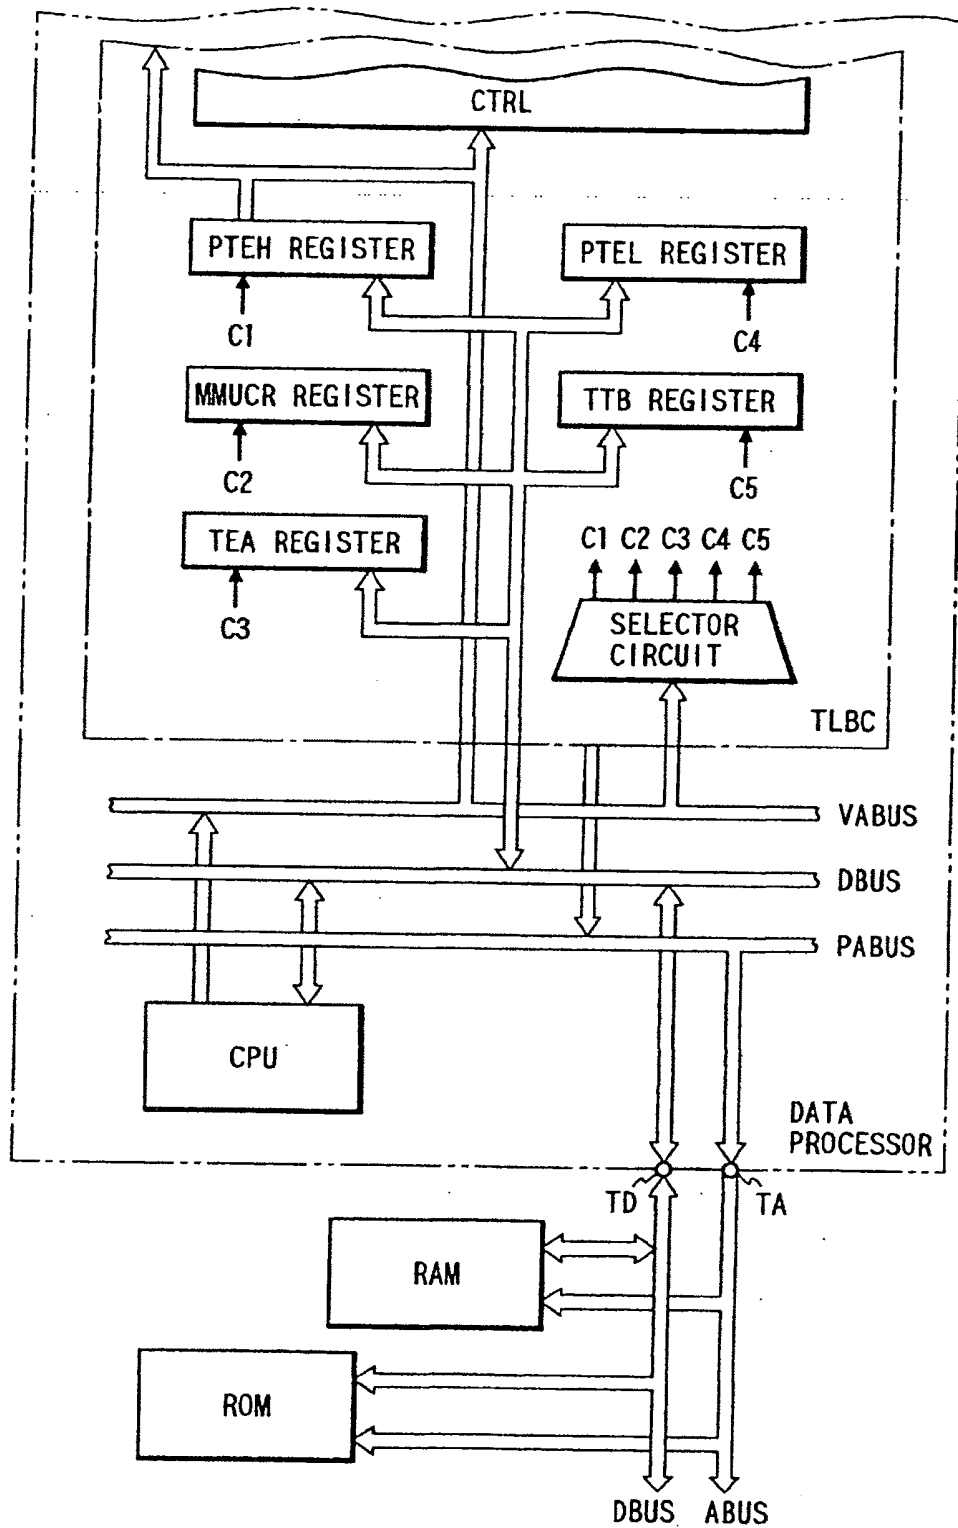 CTRL
PTEH REGISTER
PTEL REGISTER
C1
C4
MMUCR REGISTER
TTB REGISTER
C2
C5
TEA REGISTER
C1 C2 C3 C4 C5
C3
SELECTOR
CIRCUIT
TLBC
VABUS
DBUS
PABUS
CPU
DATA
PROCESSOR
TD
TA
RAM
ROM
DBUS
ABUS